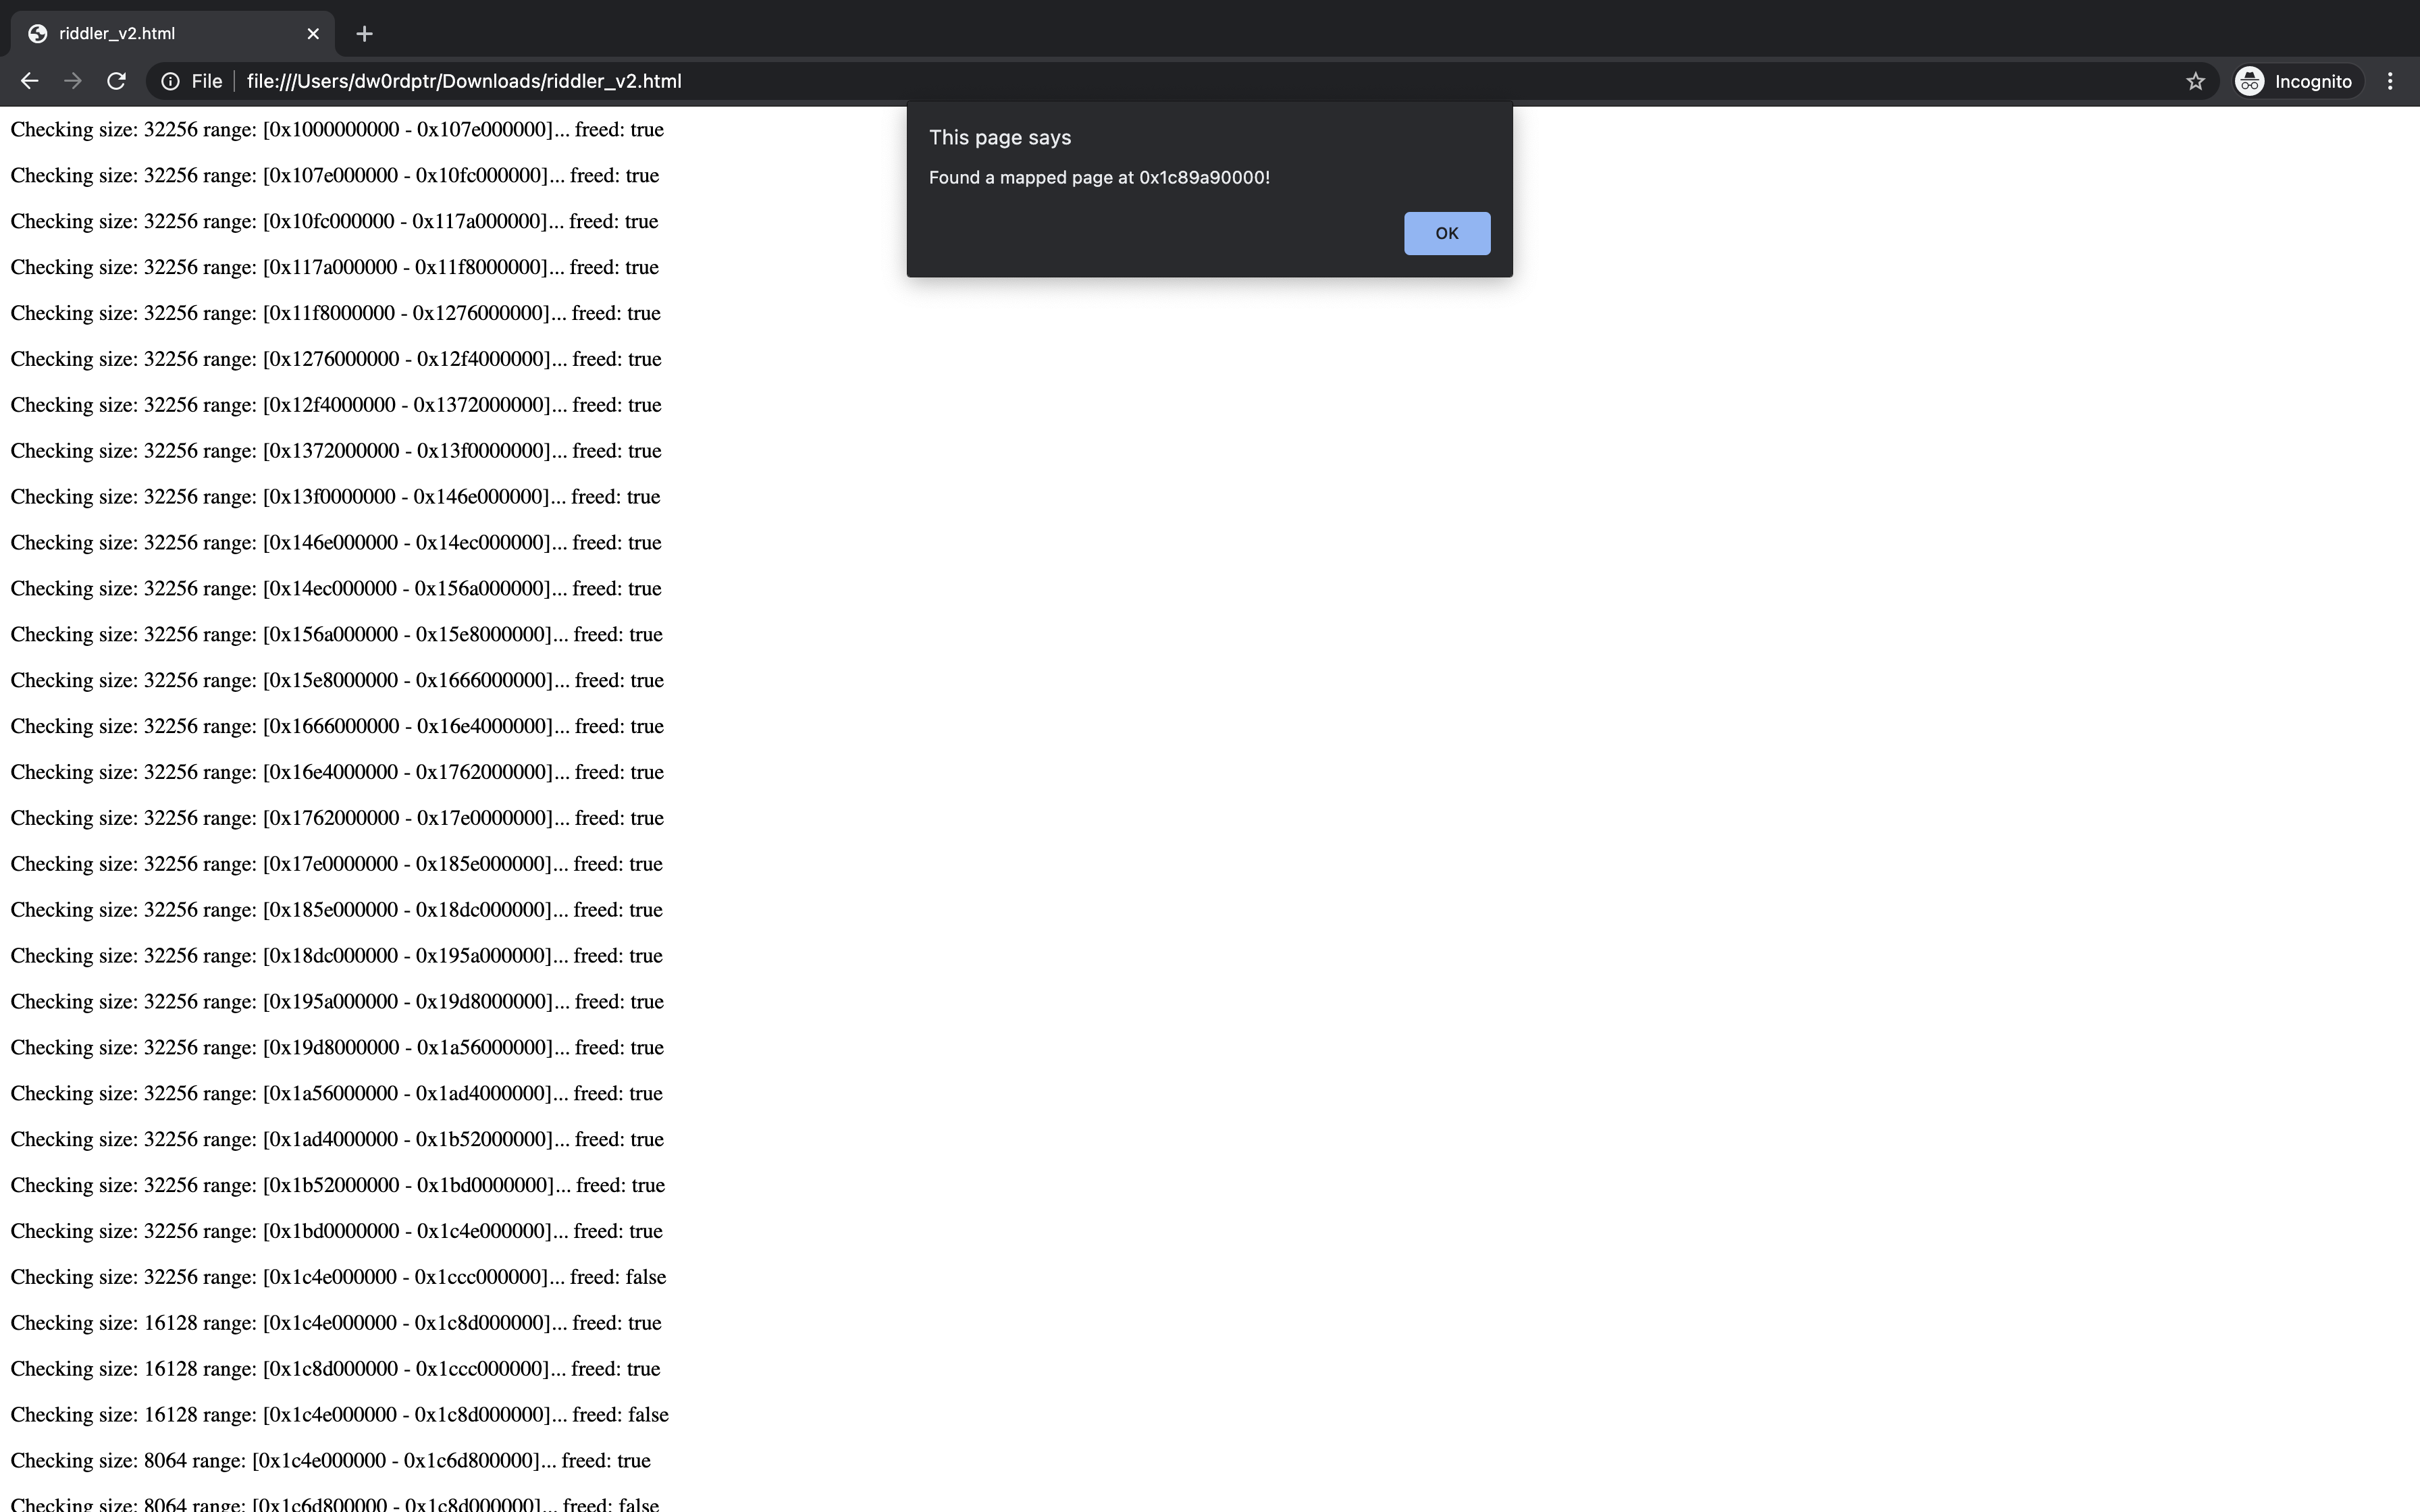 riddler_v2.html
File file:///Users/dw0rdptr/Downloads/riddler_v2.html Incognito
This page says
Found a mapped page at 0x1c89a90000!
OK
Checking size: 32256 range: [0x1000000000 - 0x107e000000]... freed: true
Checking size: 32256 range: [0x107e000000 - 0x10fc000000]... freed: true
Checking size: 32256 range: [0x10fc000000 - 0x117a000000]... freed: true
Checking size: 32256 range: [0x117a000000 - 0x11f8000000]... freed: true
Checking size: 32256 range: [0x11f8000000 - 0x1276000000]... freed: true
Checking size: 32256 range: [0x1276000000 - 0x12f4000000]... freed: true
Checking size: 32256 range: [0x12f4000000 - 0x1372000000]... freed: true
Checking size: 32256 range: [0x1372000000 - 0x13f0000000]... freed: true
Checking size: 32256 range: [0x13f0000000 - 0x146e000000]... freed: true
Checking size: 32256 range: [0x146e000000 - 0x14ec000000]... freed: true
Checking size: 32256 range: [0x14ec000000 - 0x156a000000]... freed: true
Checking size: 32256 range: [0x156a000000 - 0x15e8000000]... freed: true
Checking size: 32256 range: [0x15e8000000 - 0x1666000000]... freed: true
Checking size: 32256 range: [0x1666000000 - 0x16e4000000]... freed: true
Checking size: 32256 range: [0x16e4000000 - 0x1762000000]... freed: true
Checking size: 32256 range: [0x1762000000 - 0x17e0000000]... freed: true
Checking size: 32256 range: [0x17e0000000 - 0x185e000000]... freed: true
Checking size: 32256 range: [0x185e000000 - 0x18dc000000]... freed: true
Checking size: 32256 range: [0x18dc000000 - 0x195a000000]... freed: true
Checking size: 32256 range: [0x195a000000 - 0x19d8000000]... freed: true
Checking size: 32256 range: [0x19d8000000 - 0x1a56000000]... freed: true
Checking size: 32256 range: [0x1a56000000 - 0x1ad4000000]... freed: true
Checking size: 32256 range: [0x1ad4000000 - 0x1b52000000]... freed: true
Checking size: 32256 range: [0x1b52000000 - 0x1bd0000000]... freed: true
Checking size: 32256 range: [0x1bd0000000 - 0x1c4e000000]... freed: true
Checking size: 32256 range: [0x1c4e000000 - 0x1ccc000000]... freed: false
Checking size: 16128 range: [0x1c4e000000 - 0x1c8d000000]... freed: true
Checking size: 16128 range: [0x1c8d000000 - 0x1ccc000000]... freed: true
Checking size: 16128 range: [0x1c4e000000 - 0x1c8d000000]... freed: false
Checking size: 8064 range: [0x1c4e000000 - 0x1c6d800000]... freed: true
Checking size: 8064 range: [0x1c6d800000 - 0x1c8d000000]... freed: false